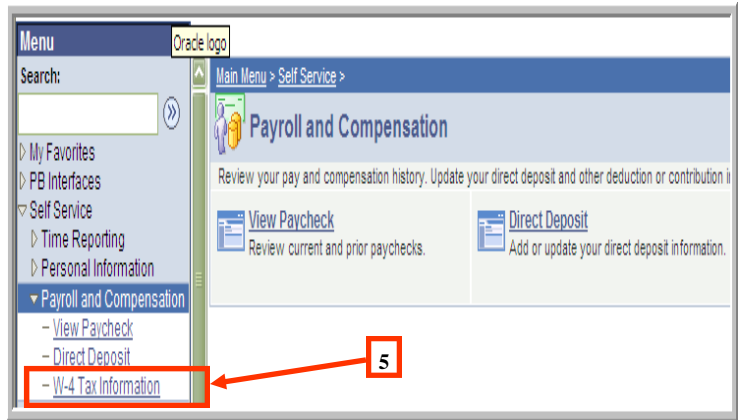 Menu
Oracle logo
Search:
My Favorites
PB Interfaces
Self Service
Time Reporting
Personal Information
Payroll and Compensation
– View Paycheck
– Direct Deposit
– W-4 Tax Information
Main Menu > Self Service >
Payroll and Compensation
Review your pay and compensation history. Update your direct deposit and other deduction or contribution
View Paycheck
Review current and prior paychecks.
Direct Deposit
Add or update your direct deposit information.
5